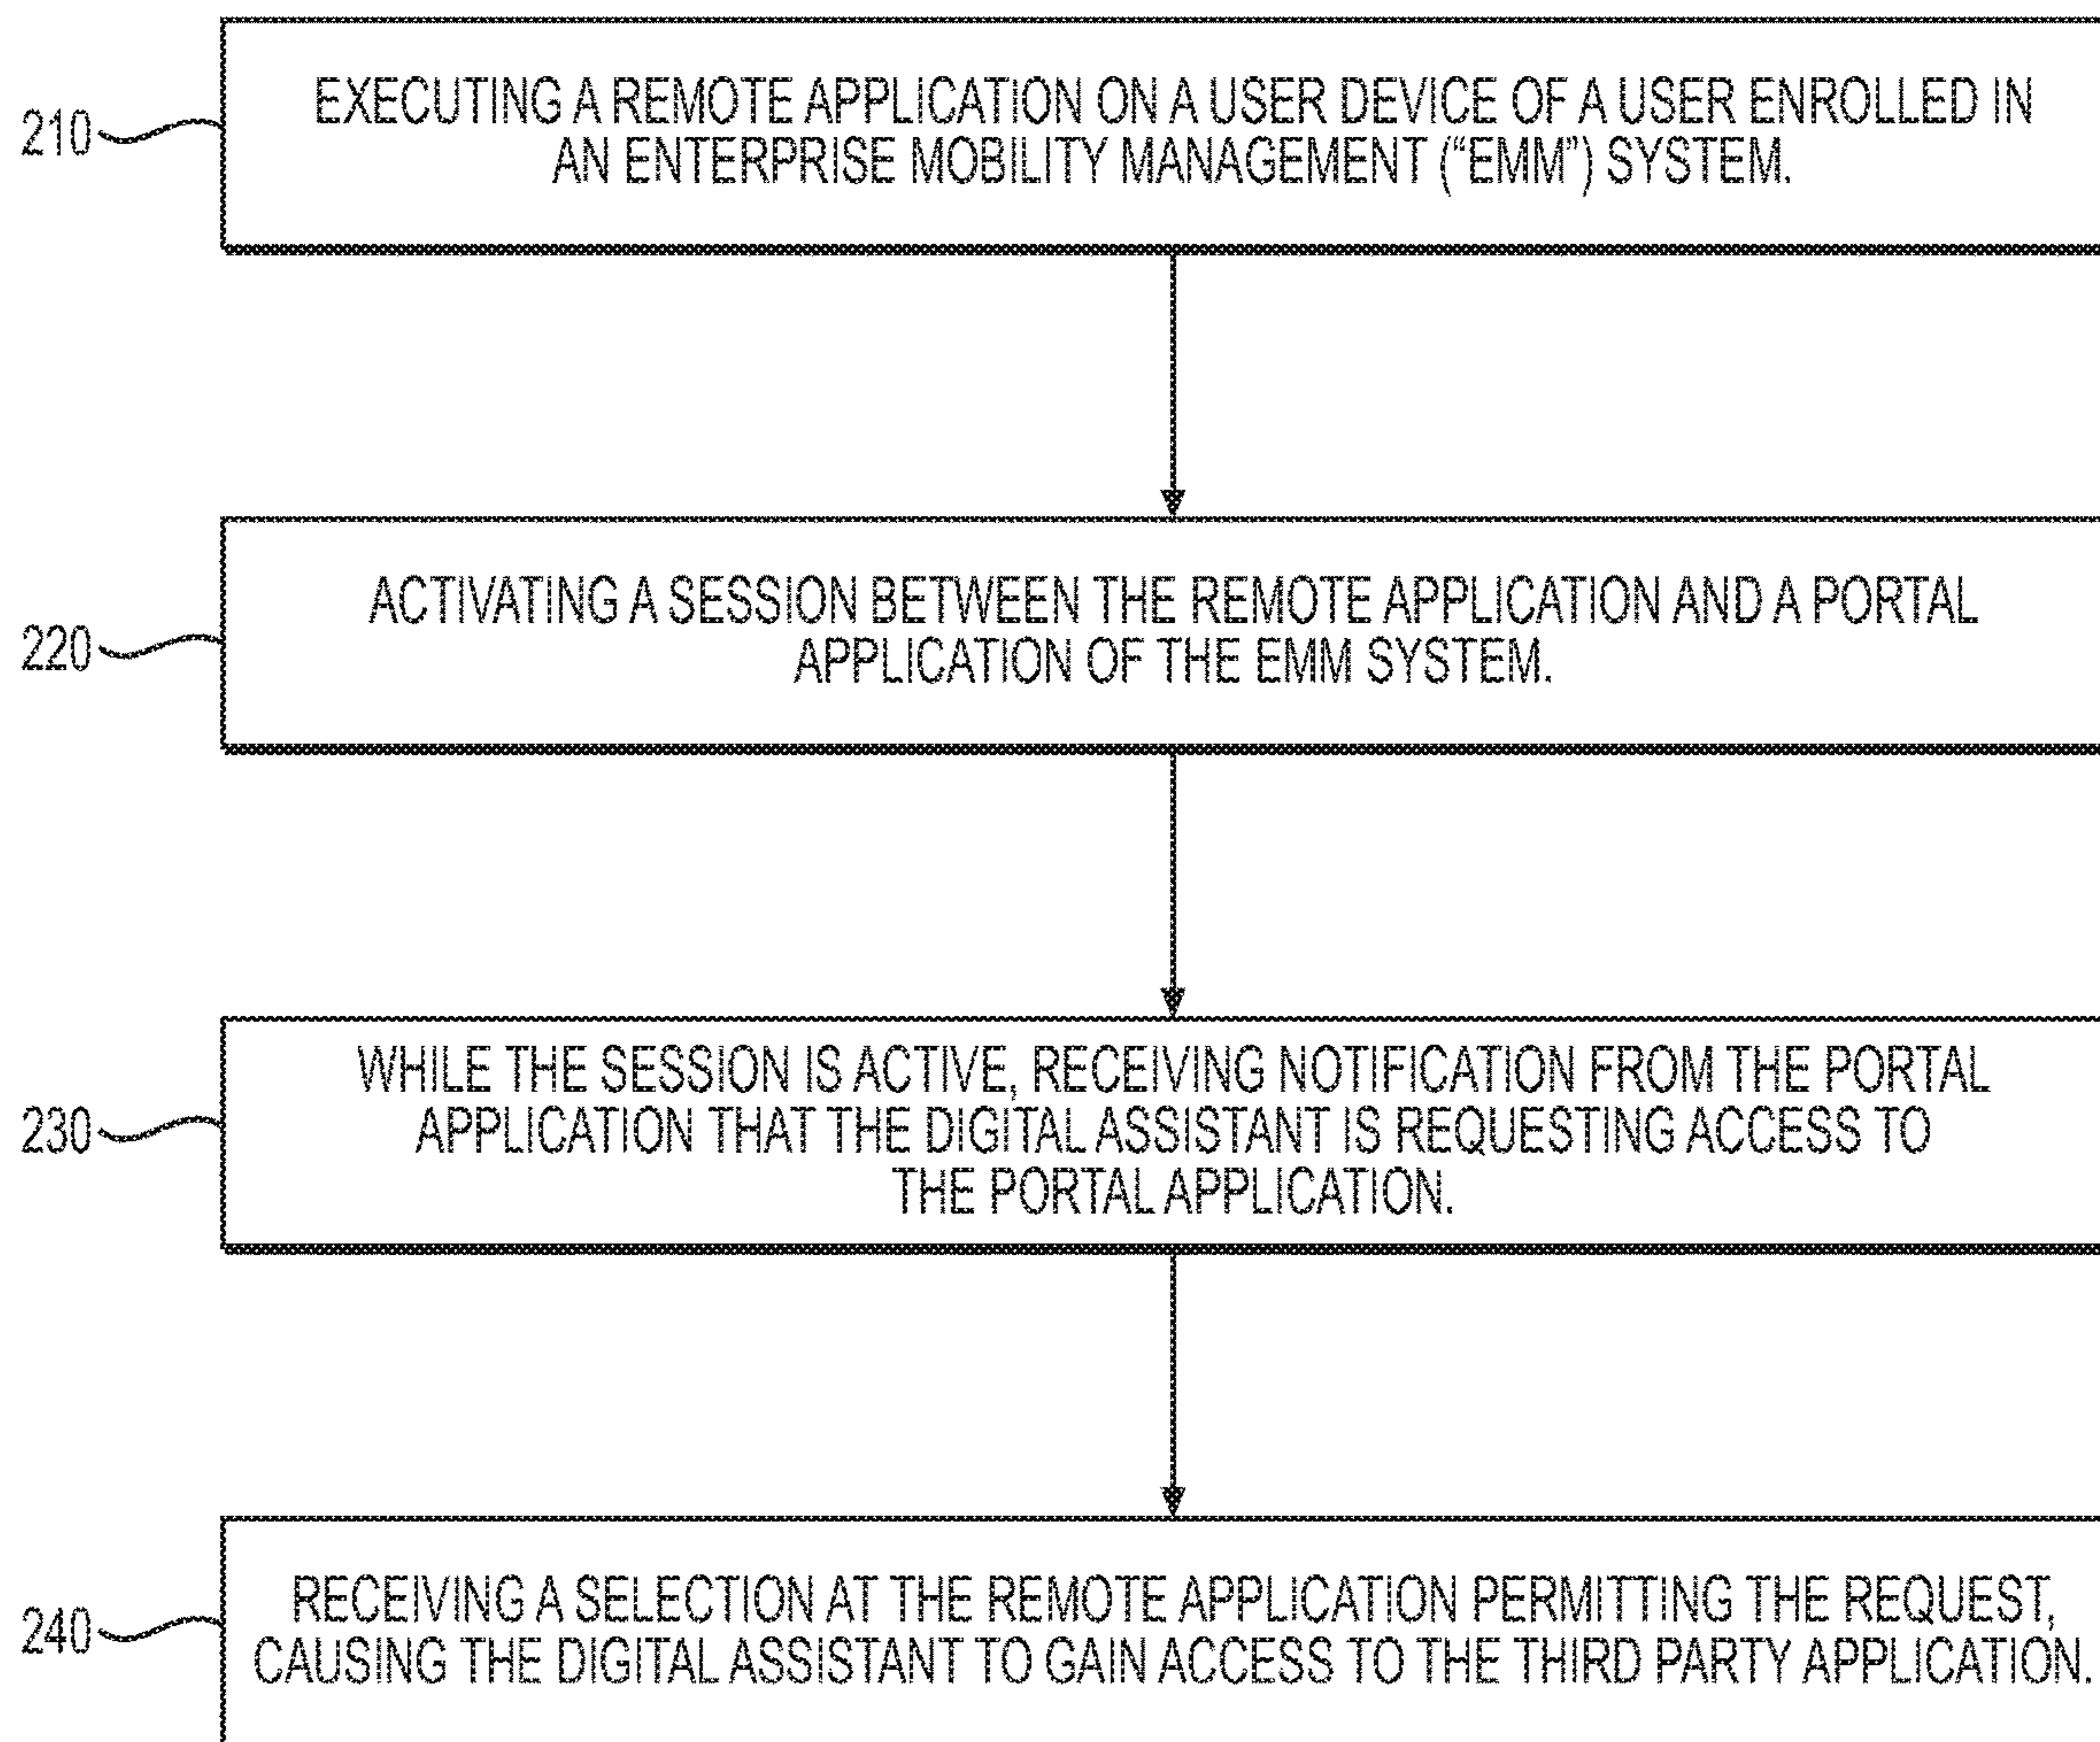 210
EXECUTING A REMOTE APPLICATION ON A USER DEVICE OF A USER ENROLLED IN
AN ENTERPRISE MOBILITY MANAGEMENT (“EMM”) SYSTEM.
220
ACTIVATING A SESSION BETWEEN THE REMOTE APPLICATION AND A PORTAL
APPLICATION OF THE EMM SYSTEM.
230
WHILE THE SESSION IS ACTIVE, RECEIVING NOTIFICATION FROM THE PORTAL
APPLICATION THAT THE DIGITAL ASSISTANT IS REQUESTING ACCESS TO
THE PORTAL APPLICATION.
240
RECEIVING A SELECTION AT THE REMOTE APPLICATION PERMITTING THE REQUEST,
CAUSING THE DIGITAL ASSISTANT TO GAIN ACCESS TO THE THIRD PARTY APPLICATION.